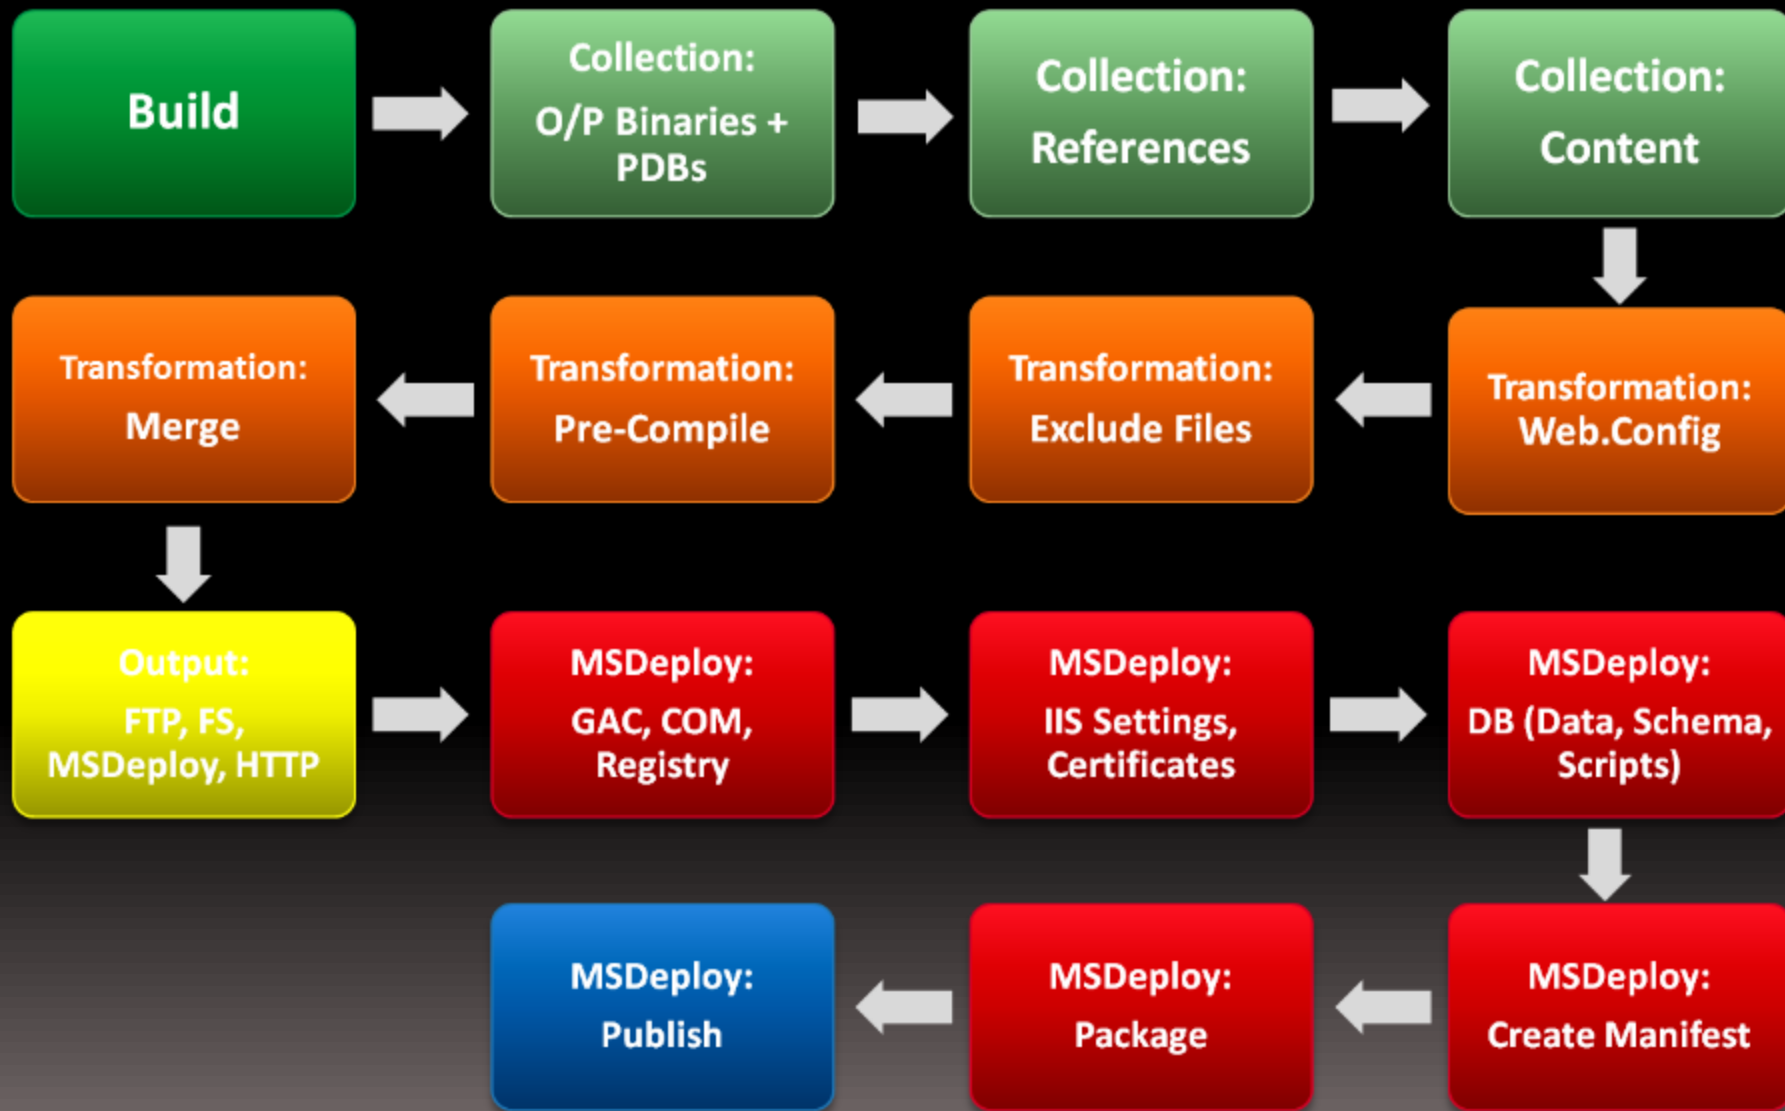 Build
Collection:
O/P Binaries +
PDBs
Collection:
References
Collection:
Content
Transformation:
Merge
Transformation:
Pre-Compile
Transformation:
Exclude Files
Transformation:
Web.Config
Output:
FTP, FS,
MSDeploy, HTTP
MSDeploy:
GAC, COM,
Registry
MSDeploy:
IIS Settings,
Certificates
MSDeploy:
DB (Data, Schema,
Scripts)
MSDeploy:
Publish
MSDeploy:
Package
MSDeploy:
Create Manifest